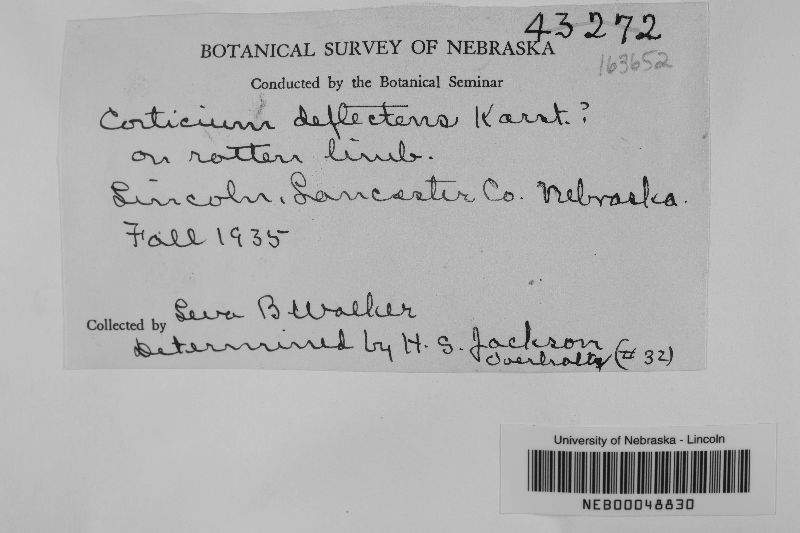 43272
BOTANICAL SURVEY OF NEBRASKA
163652
Conducted by the Botanical Seminar
Corticium deflectens Karst.?
on rotten limb.
Lincoln, Lancaster Co. Nebraska.
Fall 1935
Collected by Leva B Walker
Determined by H. S. Jackson
Overholts (# 32)
University of Nebraska - Lincoln
NEB00048830